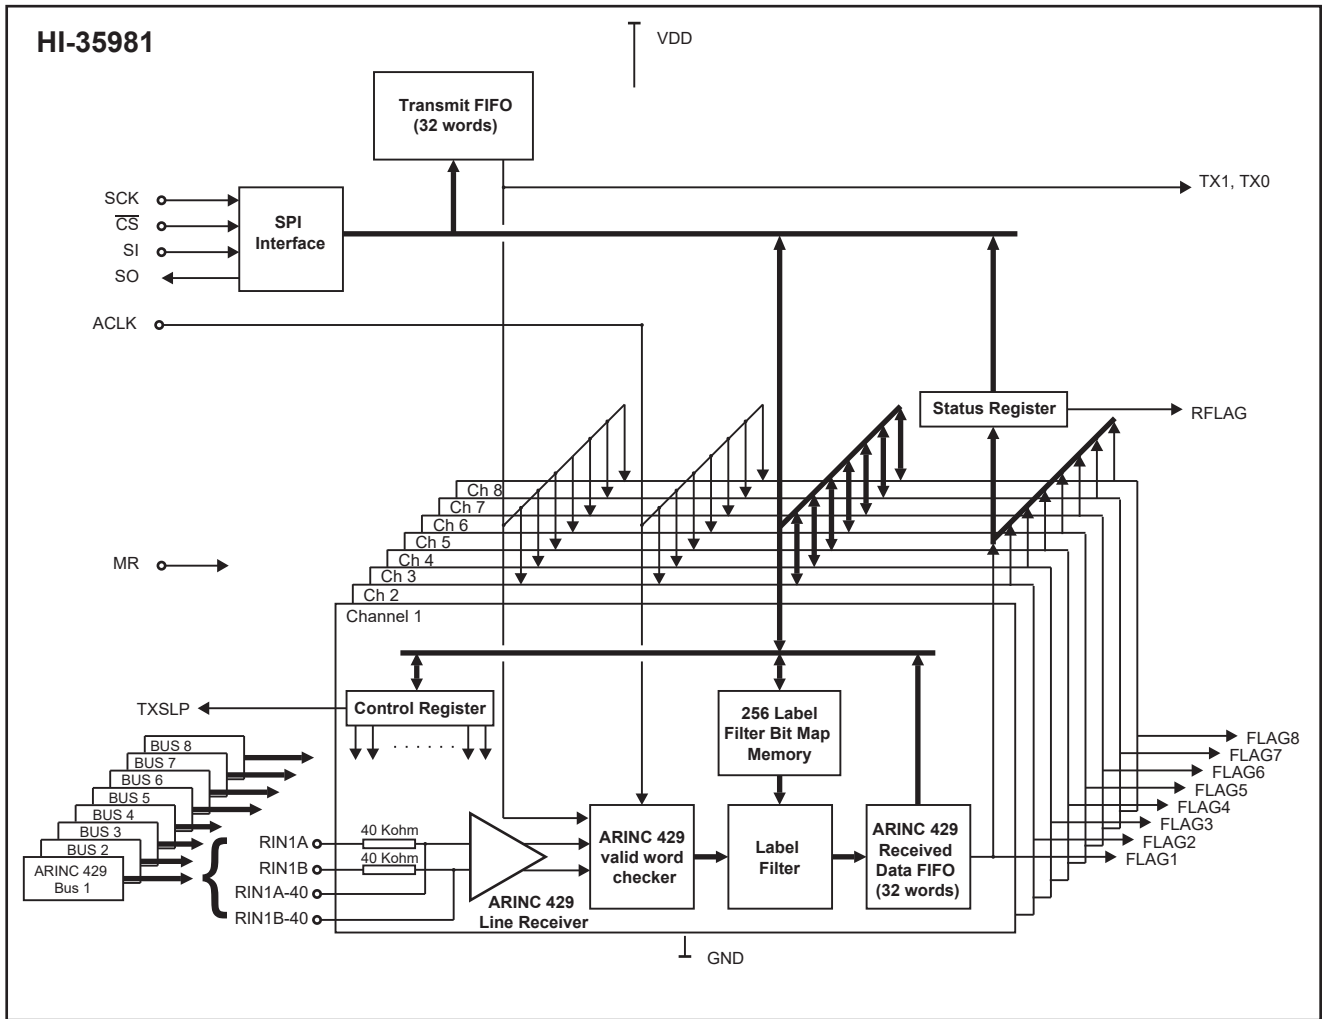 HI-35981
VDD
Transmit FIFO
(32 words)
TX1, TX0
SCK
CS
SI
SO
SPI
Interface
ACLK
Status Register
RFLAG
Ch 8
Ch 7
Ch 6
Ch 5
Ch 4
Ch 3
Ch 2
Channel 1
MR
TXSLP
Control Register
. . . . . .
256 Label
Filter Bit Map
Memory
BUS 8
BUS 7
BUS 6
BUS 5
BUS 4
BUS 3
BUS 2
ARINC 429
Bus 1
RIN1A
RIN1B
RIN1A-40
RIN1B-40
40 Kohm
40 Kohm
ARINC 429
Line Receiver
ARINC 429
valid word
checker
Label
Filter
ARINC 429
Received
Data FIFO
(32 words)
FLAG8
FLAG7
FLAG6
FLAG5
FLAG4
FLAG3
FLAG2
FLAG1
GND